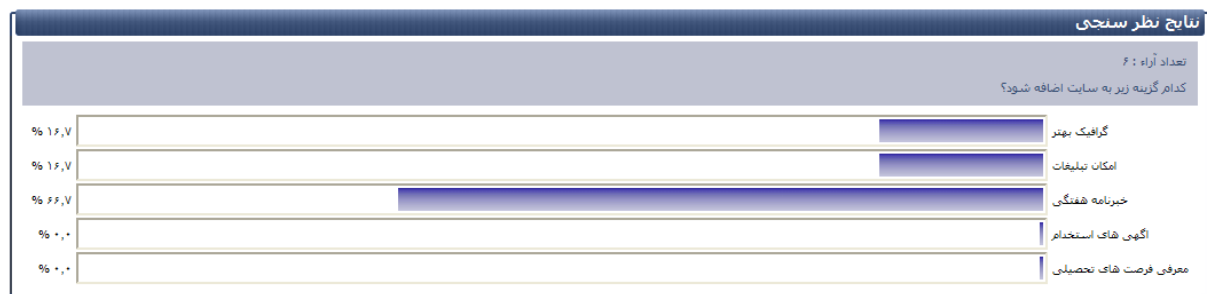 نتایج نظر سنجی
تعداد آراء : ۶
کدام گزینه زیر به سایت اضافه شود؟
گرافیک بهتر % ۱۶,۷
امکان تبلیغات % ۱۶,۷
خبرنامه هفتگی % ۶۶,۷
اگهی های استخدام % ۰,۰
معرفی فرصت های تحصیلی % ۰,۰